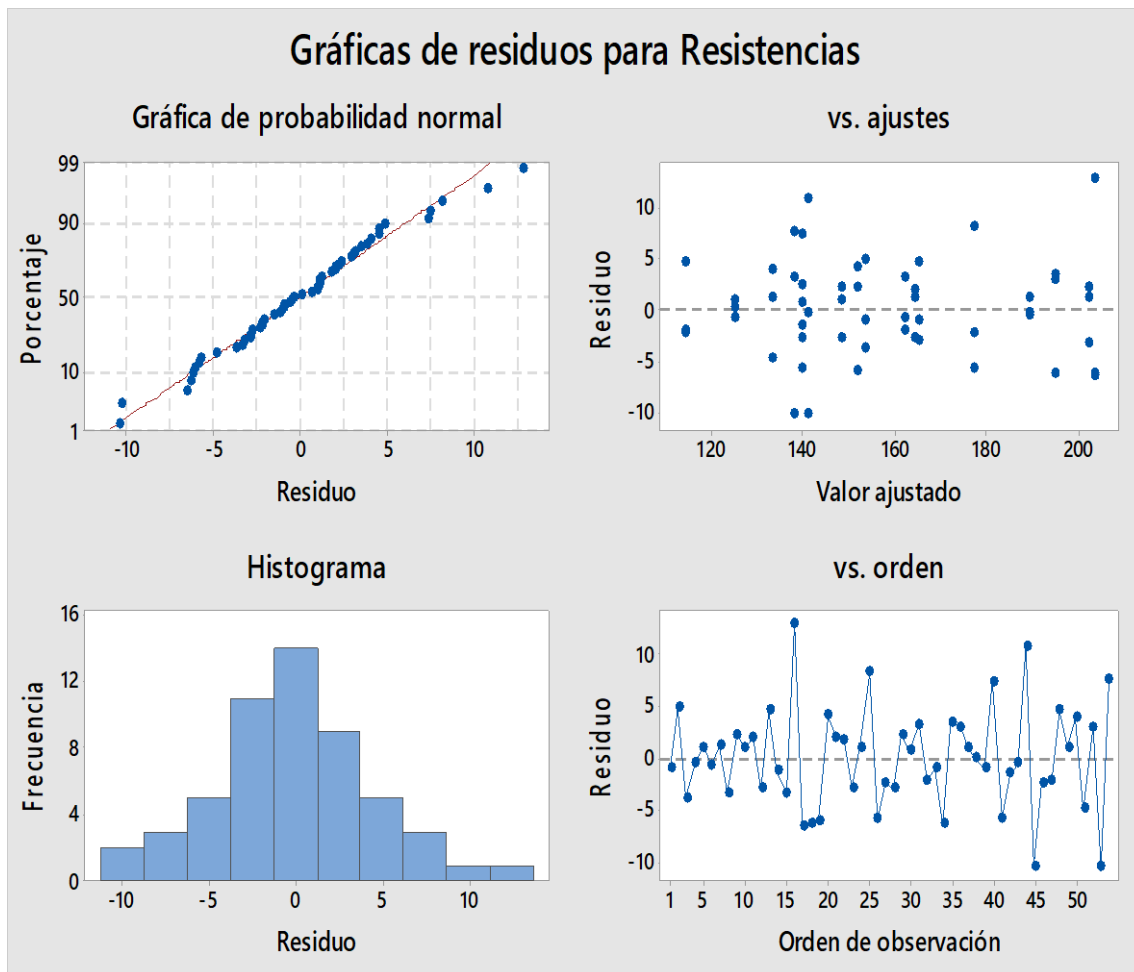 Gráficas de residuos para Resistencias
Gráfica de probabilidad normal
99
90
50
10
1
Porcentaje
-10 -5 0 5 10
Residuo
vs. ajustes
10
5
0
-5
-10
Residuo
120 140 160 180 200
Valor ajustado
Histograma
16
12
8
4
0
Frecuencia
-10 -5 0 5 10
Residuo
vs. orden
10
5
0
-5
-10
Residuo
1 5 10 15 20 25 30 35 40 45 50
Orden de observación